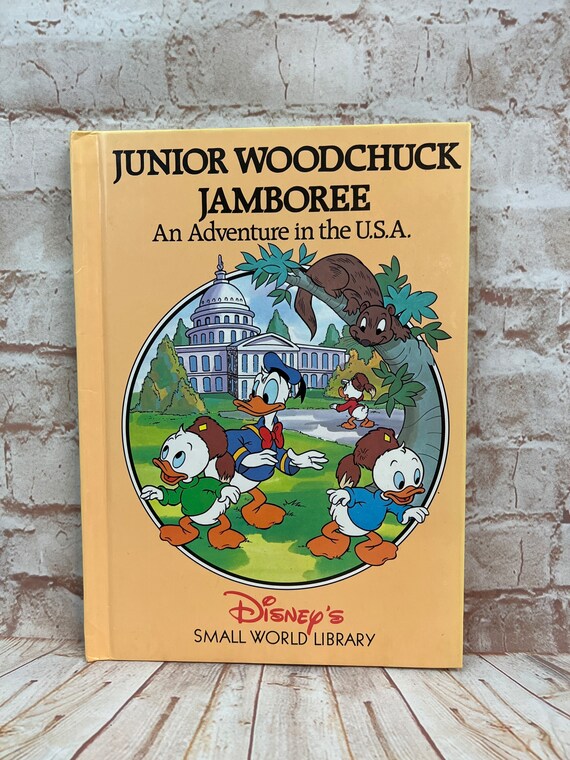 JUNIOR WOODCHUCK
JAMBOREE
An Adventure in the U.S.A.
Disney's
SMALL WORLD LIBRARY